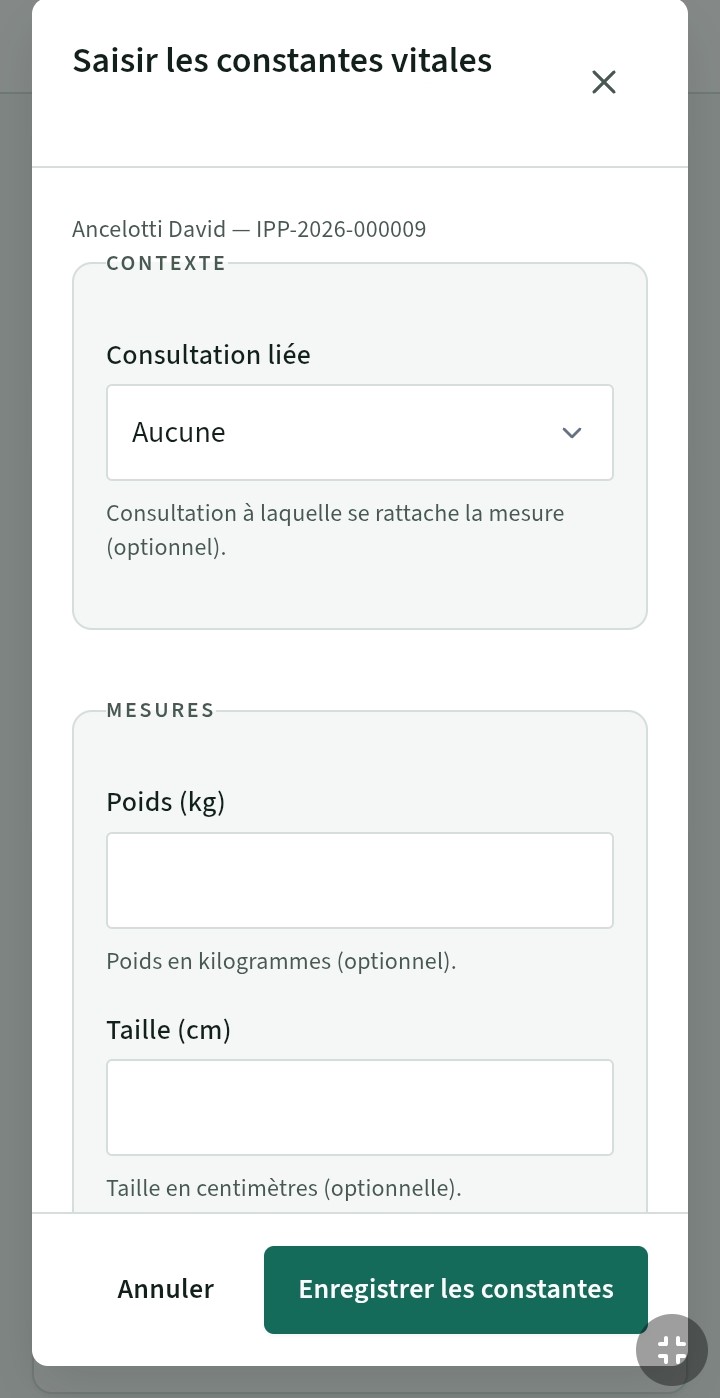 Saisir les constantes vitales
Ancelotti David — IPP-2026-000009
CONTEXTE
Consultation liée
Aucune
Consultation à laquelle se rattache la mesure
(optionnel).
MESURES
Poids (kg)
Poids en kilogrammes (optionnel).
Taille (cm)
Taille en centimètres (optionnelle).
Annuler
Enregistrer les constantes